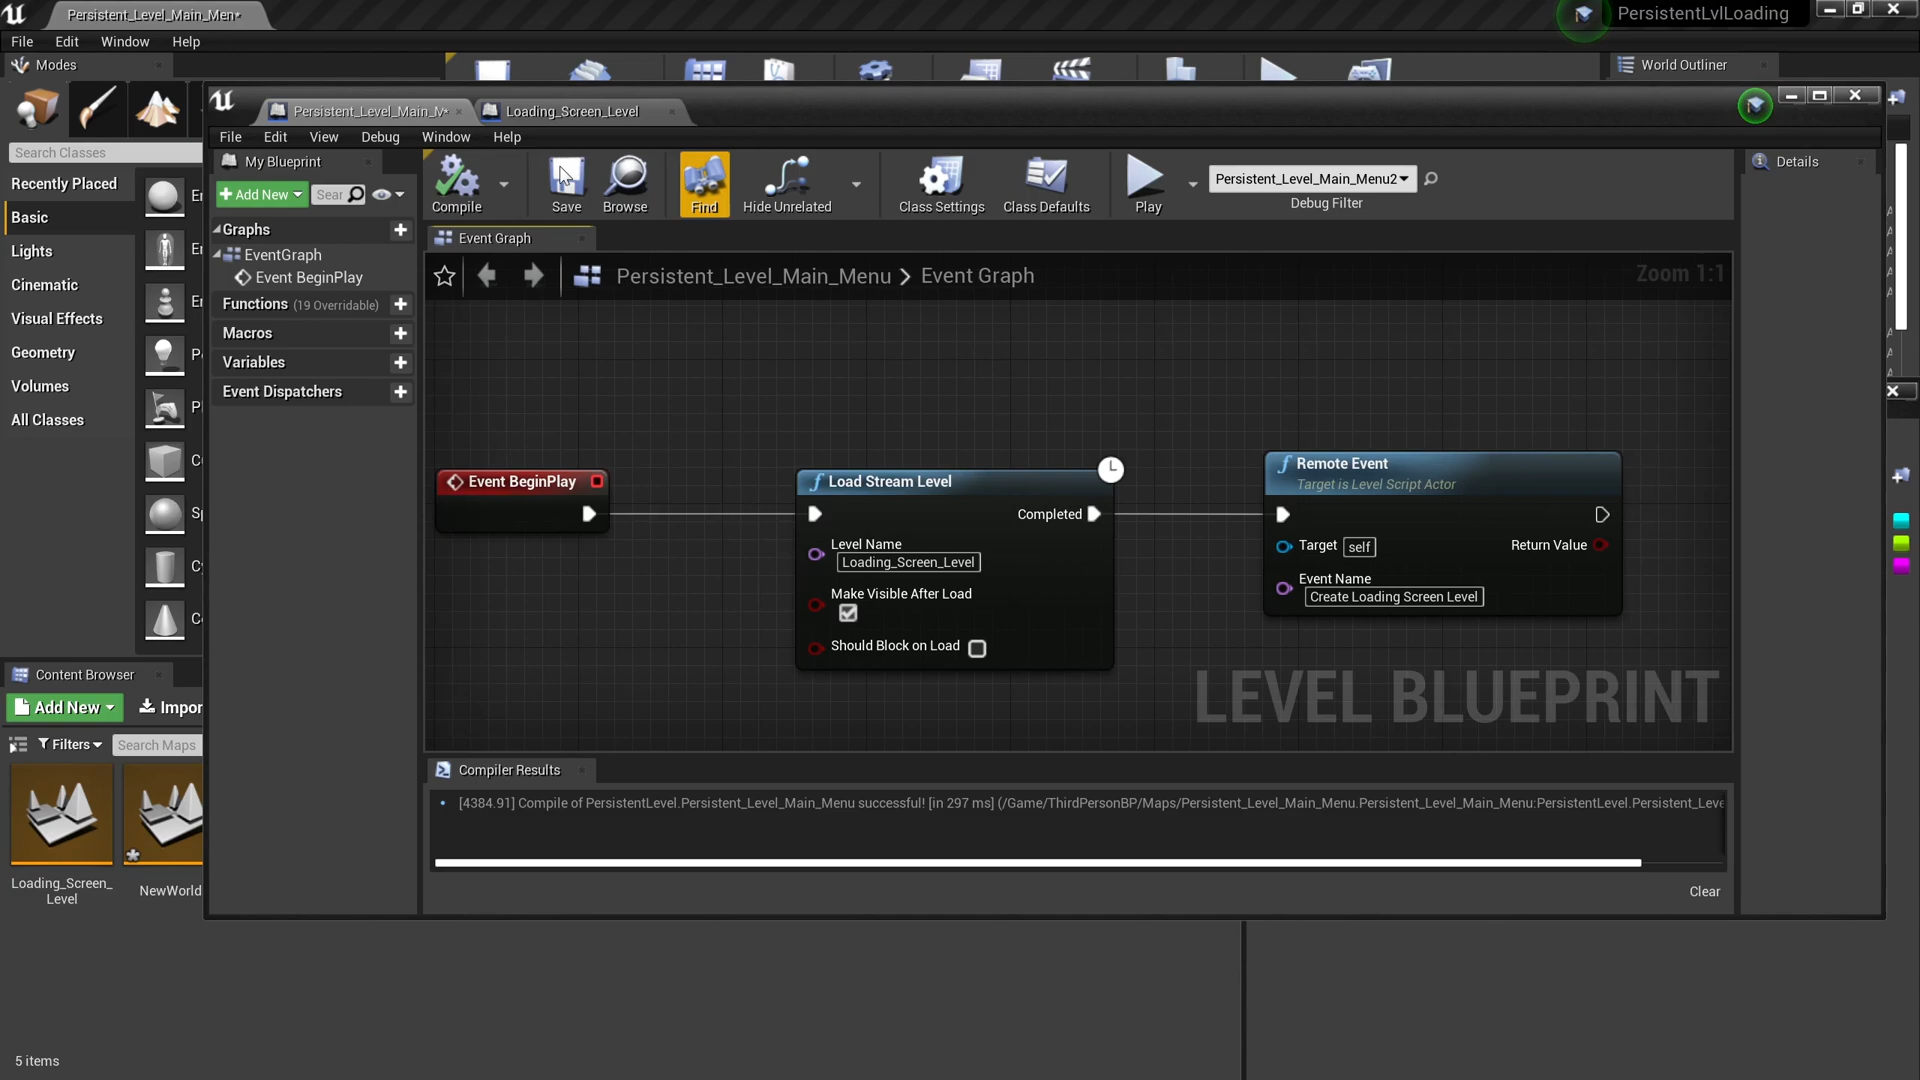 Persistent_Level_Main_Men*
PersistentLvlLoading
File Edit Window Help
Modes
World Outliner
Persistent_Level_Main_M*
Loading_Screen_Level
File Edit View Debug Window Help
Search Classes
Recently Placed
Basic
Lights
Cinematic
Visual Effects
Geometry
Volumes
All Classes
My Blueprint
Add New
Sear
Graphs
EventGraph
Event BeginPlay
Functions (19 Overridable)
Macros
Variables
Event Dispatchers
Compile
Save
Browse
Find
Hide Unrelated
Class Settings
Class Defaults
Play
Persistent_Level_Main_Menu2
Debug Filter
Details
Event Graph
Persistent_Level_Main_Menu > Event Graph
Zoom 1:1
Event BeginPlay
Load Stream Level
Completed
Level Name
Loading_Screen_Level
Make Visible After Load
Should Block on Load
Remote Event
Target is Level Script Actor
Target self
Return Value
Event Name
Create Loading Screen Level
LEVEL BLUEPRINT
Compiler Results
[4384.91] Compile of PersistentLevel.Persistent_Level_Main_Menu successful! [in 297 ms] (/Game/ThirdPersonBP/Maps/Persistent_Level_Main_Menu.Persistent_Level_Main_Menu:PersistentLevel.Persistent_Leve
Clear
Content Browser
Add New
Impor
Filters
Search Maps
Loading_Screen_
Level
NewWorld
5 items